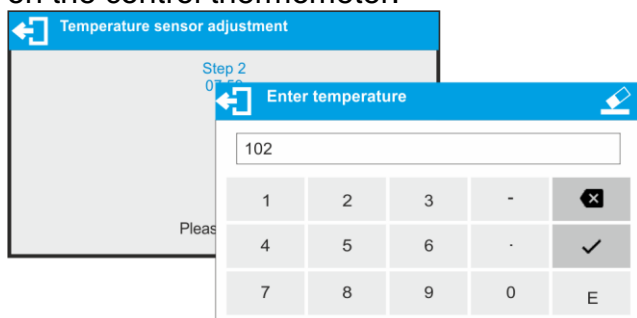 on the control thermometer.
Temperature sensor adjustment
Step 2
Enter temperature
102
1 2 3 -
4 5 6 .
7 8 9 0 E